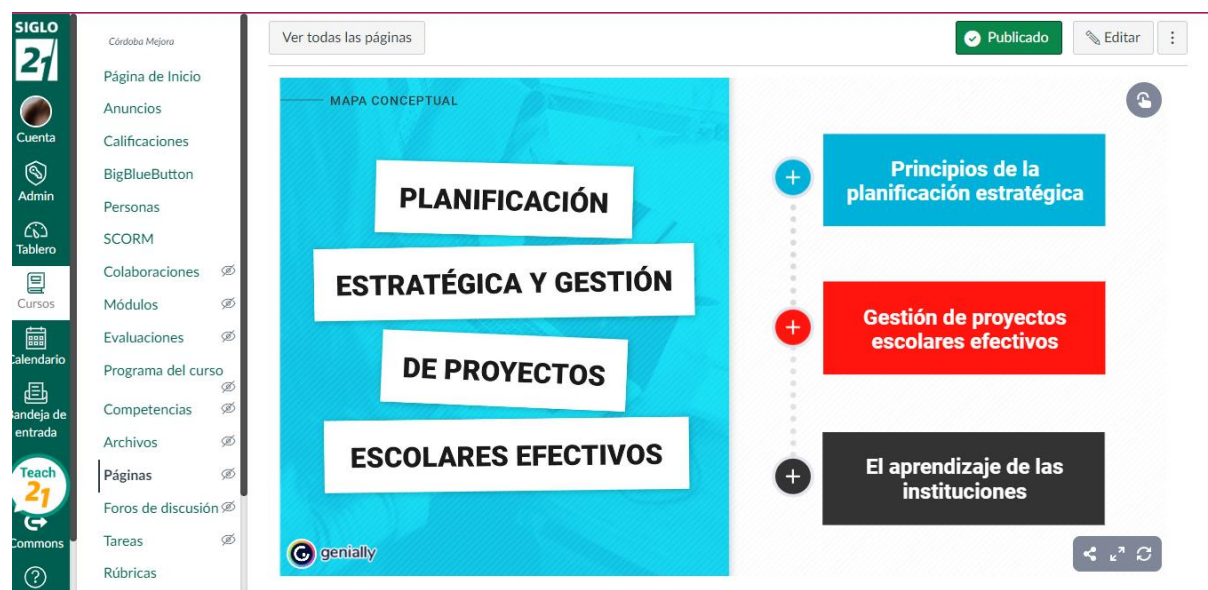 SIGLO
21
Cuenta
Admin
Tablero
Cursos
Calendario
Bandeja de
entrada
Teach
21
Commons
Córdoba Mejora
Página de Inicio
Anuncios
Calificaciones
BigBlueButton
Personas
SCORM
Colaboraciones
Módulos
Evaluaciones
Programa del curso
Competencias
Archivos
Páginas
Foros de discusión
Tareas
Rúbricas
Ver todas las páginas
Publicado
Editar
MAPA CONCEPTUAL
PLANIFICACIÓN
ESTRATÉGICA Y GESTIÓN
DE PROYECTOS
ESCOLARES EFECTIVOS
genially
Principios de la
planificación estratégica
Gestión de proyectos
escolares efectivos
El aprendizaje de las
instituciones